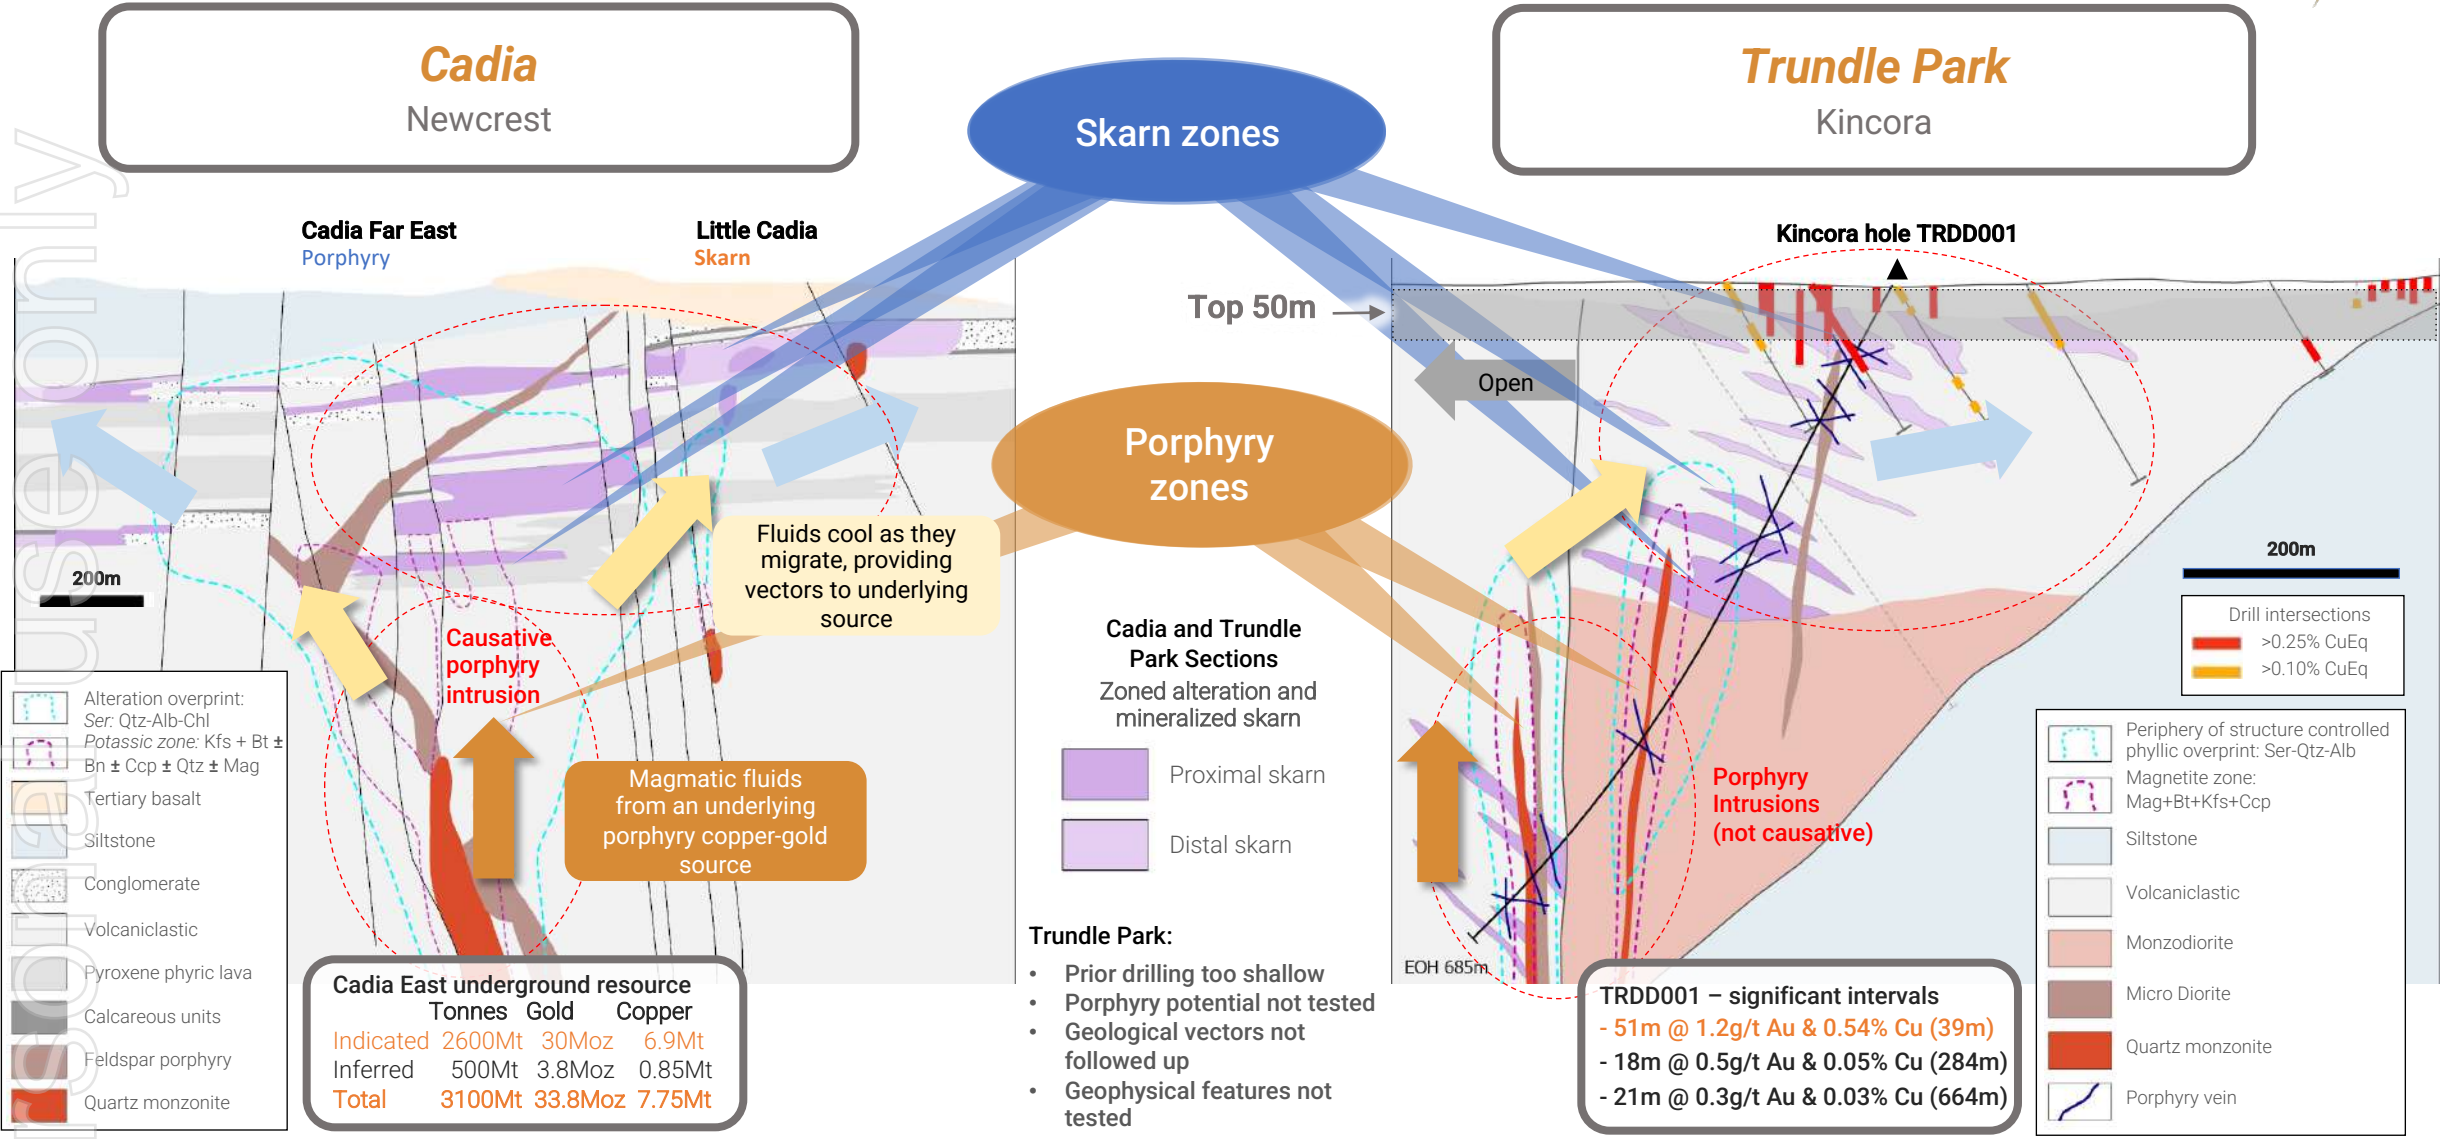 Cadia
Newcrest
Skarn zones
Trundle Park
Kincora
Cadia Far East
Porphyry
Little Cadia
Skarn
Kincora hole TRDD001
Top 50m
Open
Porphyry
zones
200m
200m
Fluids cool as they
migrate, providing
vectors to underlying
source
Causative
porphyry
intrusion
Magmatic fluids
from an underlying
porphyry copper-gold
source
Cadia and Trundle
Park Sections
Zoned alteration and
mineralized skarn
Proximal skarn
Distal skarn
Drill intersections
>0.25% CuEq
>0.10% CuEq
Porphyry
Intrusions
(not causative)
EOH 685m
Alteration overprint:
Ser: Qtz-Alb-Chl
Potassic zone: Kfs + Bt ±
Bn ± Ccp ± Qtz ± Mag
Tertiary basalt
Siltstone
Conglomerate
Volcaniclastic
Pyroxene phyric lava
Calcareous units
Feldspar porphyry
Quartz monzonite
Cadia East underground resource
Tonnes Gold Copper
Indicated 2600Mt 30Moz 6.9Mt
Inferred 500Mt 3.8Moz 0.85Mt
Total 3100Mt 33.8Moz 7.75Mt
Trundle Park:
• Prior drilling too shallow
• Porphyry potential not tested
• Geological vectors not
followed up
• Geophysical features not
tested
TRDD001 – significant intervals
- 51m @ 1.2g/t Au & 0.54% Cu (39m)
- 18m @ 0.5g/t Au & 0.05% Cu (284m)
- 21m @ 0.3g/t Au & 0.03% Cu (664m)
Periphery of structure controlled
phyllic overprint: Ser-Qtz-Alb
Magnetite zone:
Mag+Bt+Kfs+Ccp
Siltstone
Volcaniclastic
Monzodiorite
Micro Diorite
Quartz monzonite
Porphyry vein
rsonal use only